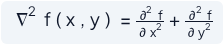 ∇² f ( x , y ) = ∂² f / ∂ x² + ∂² f / ∂ y²